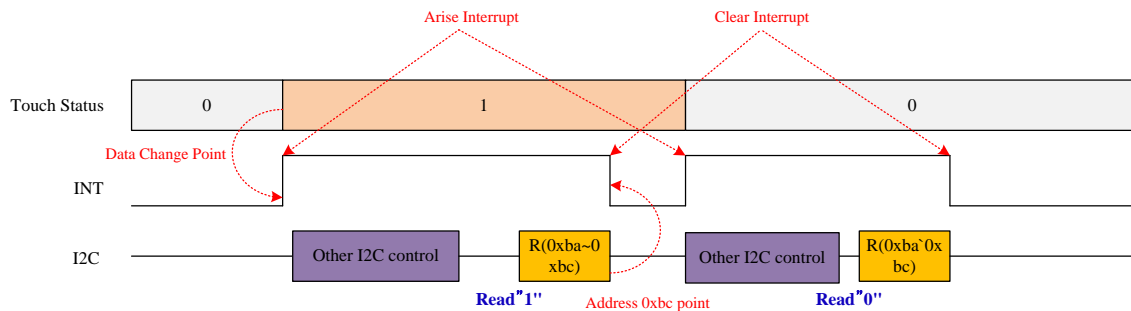 Arise Interrupt
Clear Interrupt
Touch Status
0
1
0
Data Change Point
INT
I2C
Other I2C control
R(0xba~0
xbc)
Other I2C control
R(0xba`0x
bc)
Read"1"
Address 0xbc point
Read"0"